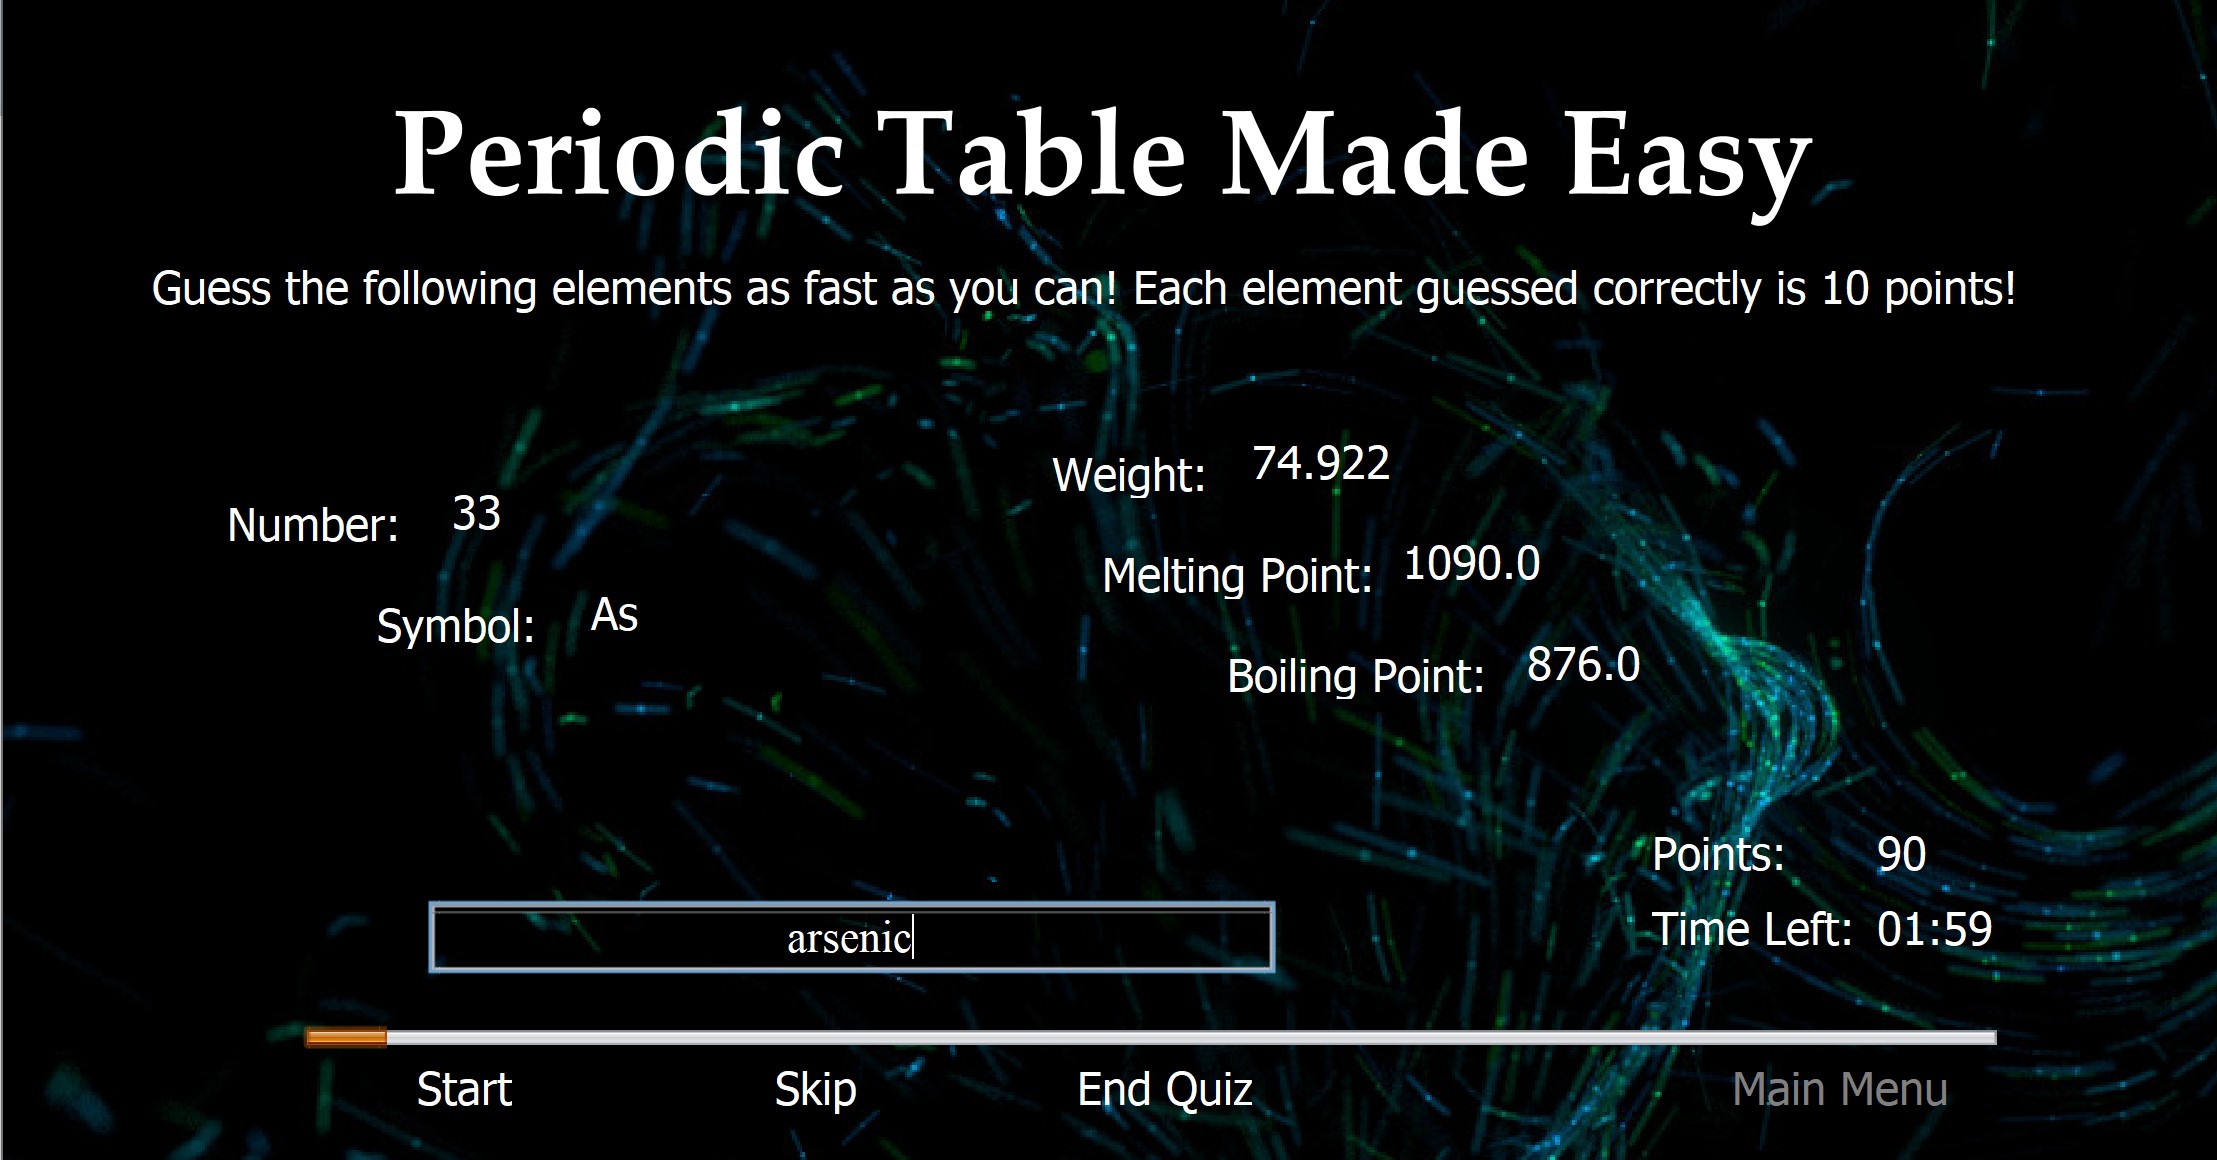 Periodic Table Made Easy
Guess the following elements as fast as you can! Each element guessed correctly is 10 points!
Number: 33
Symbol: As
Weight: 74.922
Melting Point: 1090.0
Boiling Point: 876.0
Points: 90
Time Left: 01:59
arsenic
Start Skip End Quiz Main Menu